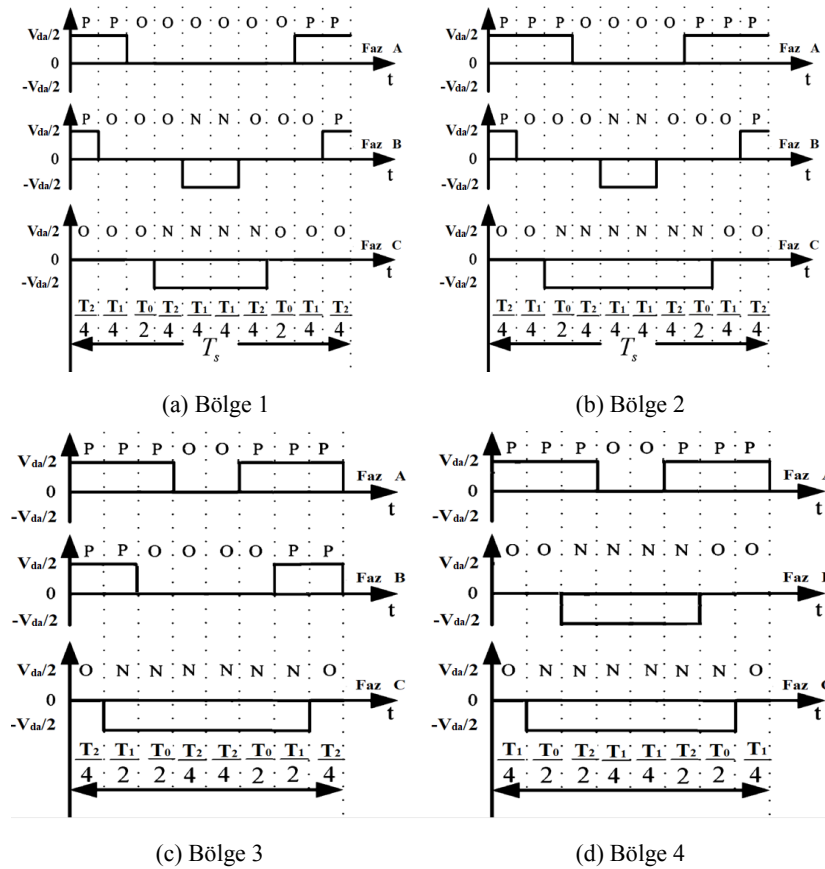 P P O O O O O O P P
Vda/2
Faz A
0
t
-Vda/2
P O O O N N O O O P
Vda/2
Faz B
0
t
-Vda/2
O O O N N N N O O O
Vda/2
Faz C
0
t
-Vda/2
T2 T1 T0 T2 T1 T1 T2 T0 T1 T2
4 4 2 4 4 4 4 2 4 4
Ts
(a) Bölge 1
P P P O O O O P P P
Vda/2
Faz A
0
t
-Vda/2
P O O O N N O O O P
Vda/2
Faz B
0
t
-Vda/2
O O N N N N N N O O
Vda/2
Faz C
0
t
-Vda/2
T2 T1 T0 T2 T1 T1 T2 T0 T1 T2
4 4 2 4 4 4 4 2 4 4
Ts
(b) Bölge 2
P P P O O P P P
Vda/2
Faz A
0
t
-Vda/2
P P O O O O P P
Vda/2
Faz B
0
t
-Vda/2
O N N N N N N O
Vda/2
Faz C
0
t
-Vda/2
T2 T1 T0 T2 T2 T0 T1 T2
4 2 2 4 4 2 2 4
(c) Bölge 3
P P P O O P P P
Vda/2
Faz
0
t
-Vda/2
O O N N N N O O
Vda/2
Faz
0
t
-Vda/2
O N N N N N N O
Vda/2
Faz
0
t
-Vda/2
T1 T0 T2 T1 T1 T2 T0 T1
4 2 2 4 4 2 2 4
(d) Bölge 4